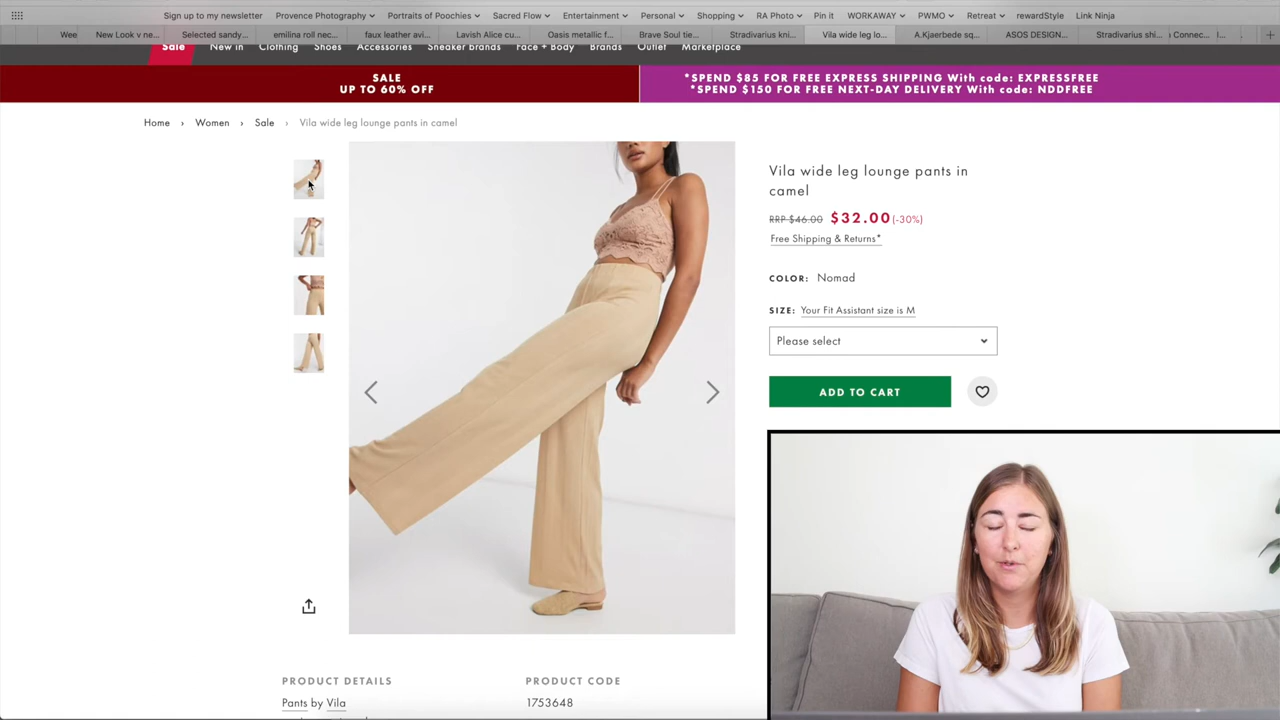 Sign up to my newsletter Provence Photography Portraits of Poochies Sacred Flow Entertainment Personal Shopping RA Photo Pin it WORKAWAY PWMO Retreat rewardStyle Link Ninja
Wee New Look v ne... Selected sandy... emilina roll nec... faux leather avi... Lavish Alice cu... Oasis metallic f... Brave Soul tie... Stradivarius kni... Vila wide leg lo... A.Kjaerbede sq... ASOS DESIGN... Stradivarius shi... Connec... I...
Sale New in Clothing Shoes Accessories Sneaker brands Face + Body Brands Outlet Marketplace
SALE
UP TO 60% OFF
*SPEND $85 FOR FREE EXPRESS SHIPPING With code: EXPRESSFREE
*SPEND $150 FOR FREE NEXT-DAY DELIVERY With code: NDDFREE
Home › Women › Sale › Vila wide leg lounge pants in camel
Vila wide leg lounge pants in
camel
RRP $46.00 $32.00 (-30%)
Free Shipping & Returns*
COLOR: Nomad
SIZE: Your Fit Assistant size is M
Please select
ADD TO CART
PRODUCT DETAILS
Pants by Vila
PRODUCT CODE
1753648